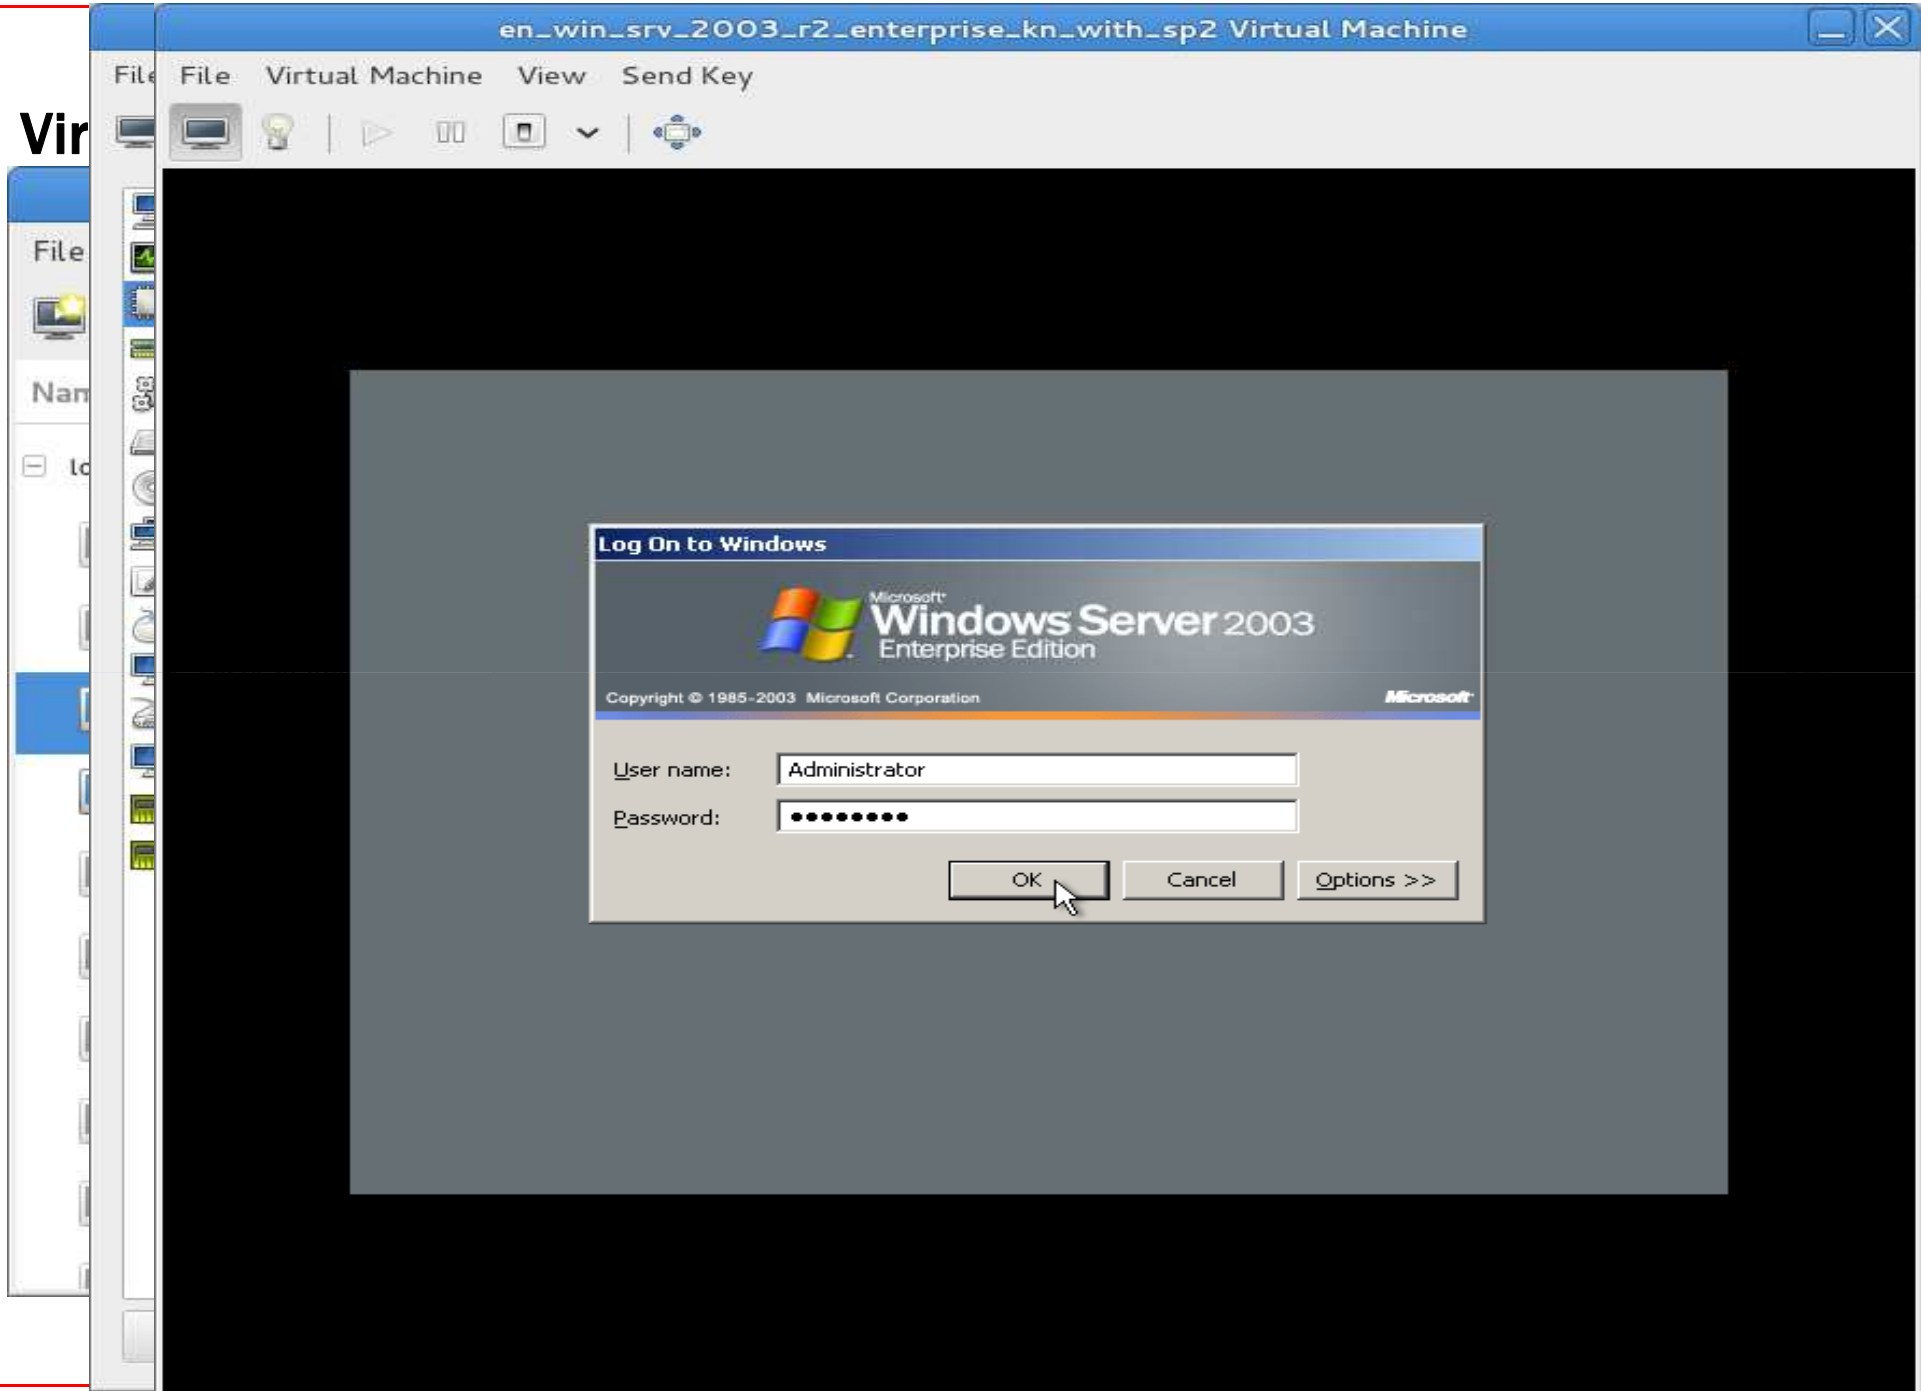 en_win_srv_2003_r2_enterprise_kn_with_sp2 Virtual Machine
File File Virtual Machine View Send Key
Vir
File
Log On to Windows
Microsoft
Windows Server 2003
Enterprise Edition
Copyright © 1985-2003 Microsoft Corporation Microsoft
User name: Administrator
Password: ••••••••
OK Cancel Options >>